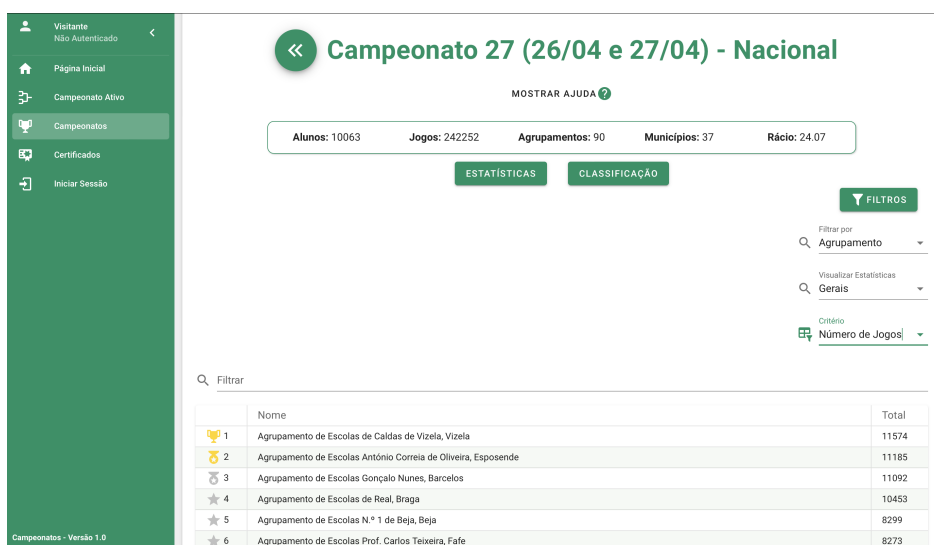 Visitante
Não Autenticado
Página Inicial
Campeonato Ativo
Campeonatos
Certificados
Iniciar Sessão
Campeonatos - Versão 1.0
Campeonato 27 (26/04 e 27/04) - Nacional
MOSTRAR AJUDA ?
Alunos: 10063 Jogos: 242252 Agrupamentos: 90 Municípios: 37 Rácio: 24.07
ESTATÍSTICAS CLASSIFICAÇÃO
FILTROS
Filtrar por
Agrupamento
Visualizar Estatísticas
Gerais
Critério
Número de Jogos
Filtrar
Nome Total
1 Agrupamento de Escolas de Caldas de Vizela, Vizela 11574
2 Agrupamento de Escolas António Correia de Oliveira, Esposende 11185
3 Agrupamento de Escolas Gonçalo Nunes, Barcelos 11092
4 Agrupamento de Escolas de Real, Braga 10453
5 Agrupamento de Escolas N.º 1 de Beja, Beja 8299
6 Agrupamento de Escolas Prof. Carlos Teixeira, Fafe 8273